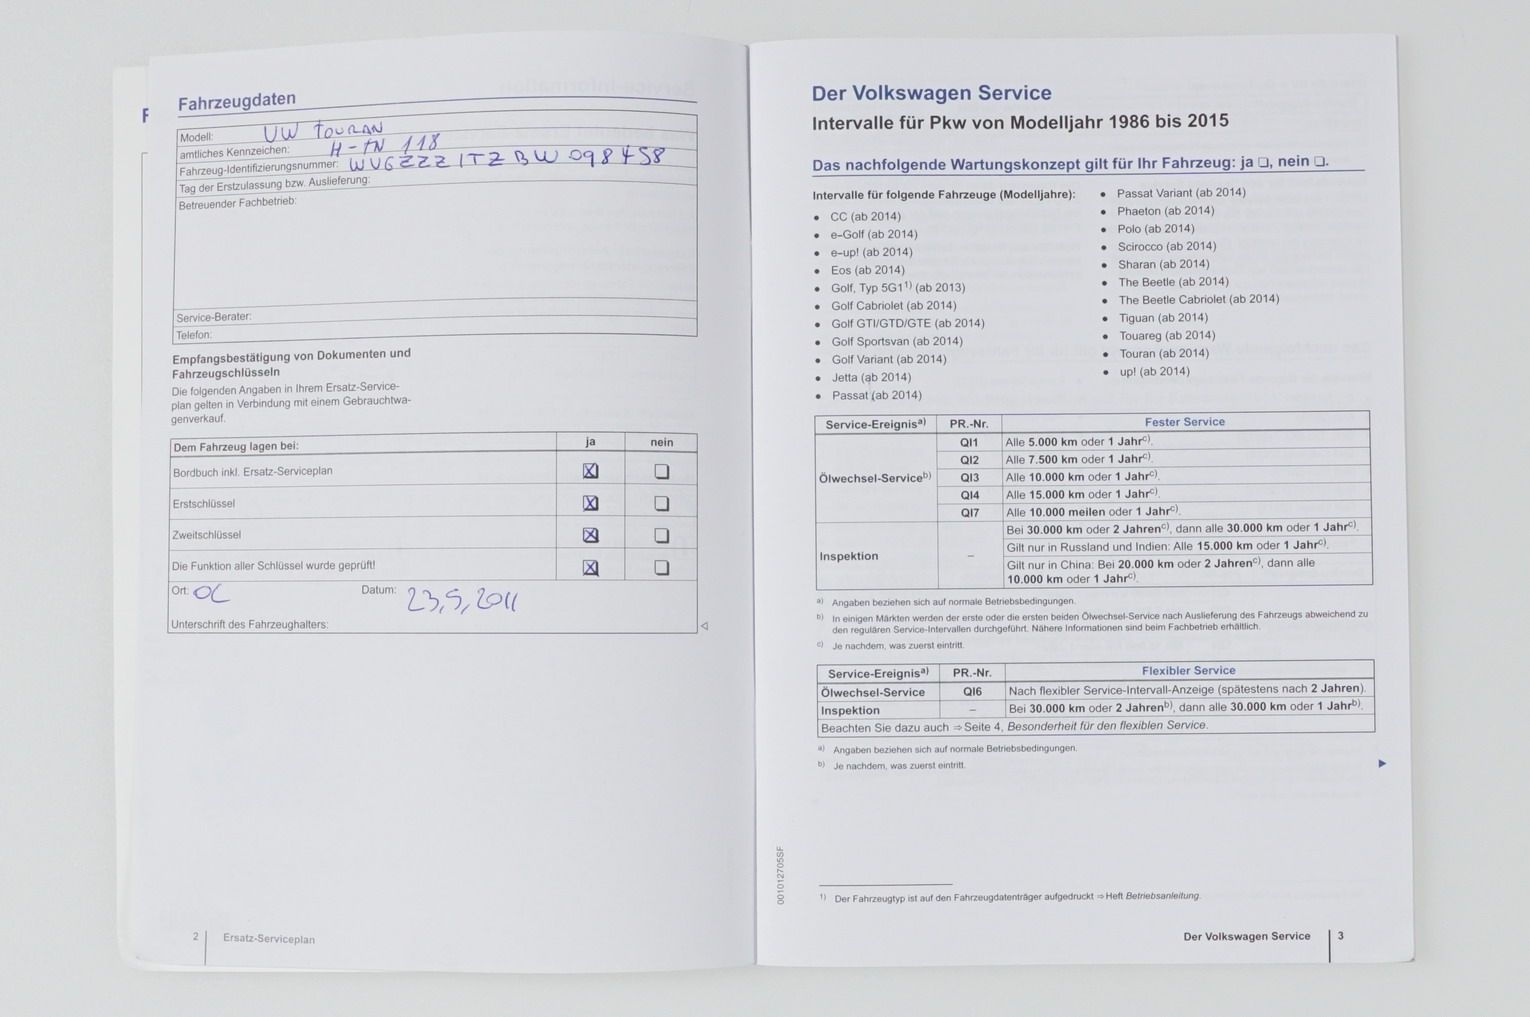 Fahrzeugdaten
Modell: VW TOURAN
amtliches Kennzeichen: H-TN 118
Fahrzeug-Identifizierungsnummer: WVGZZZ1TZBW098458
Tag der Erstzulassung bzw. Auslieferung:
Betreuender Fachbetrieb:
Service-Berater:
Telefon:
Empfangsbestätigung von Dokumenten und
Fahrzeugschlüsseln
Die folgenden Angaben in Ihrem Ersatz-Service-
plan gelten in Verbindung mit einem Gebrauchtwa-
genverkauf.
Dem Fahrzeug lagen bei: ja nein
Bordbuch inkl. Ersatz-Serviceplan ☒ ❏
Erstschlüssel ☒ ❏
Zweitschlüssel ☒ ❏
Die Funktion aller Schlüssel wurde geprüft! ☒ ❏
Ort: OL Datum: 23,5,2011
Unterschrift des Fahrzeughalters:
2 Ersatz-Serviceplan
Der Volkswagen Service
Intervalle für Pkw von Modelljahr 1986 bis 2015
Das nachfolgende Wartungskonzept gilt für Ihr Fahrzeug: ja ❏, nein ❏.
Intervalle für folgende Fahrzeuge (Modelljahre):
• CC (ab 2014)
• e-Golf (ab 2014)
• e-up! (ab 2014)
• Eos (ab 2014)
• Golf, Typ 5G1¹⁾ (ab 2013)
• Golf Cabriolet (ab 2014)
• Golf GTI/GTD/GTE (ab 2014)
• Golf Sportsvan (ab 2014)
• Golf Variant (ab 2014)
• Jetta (ab 2014)
• Passat (ab 2014)
• Passat Variant (ab 2014)
• Phaeton (ab 2014)
• Polo (ab 2014)
• Scirocco (ab 2014)
• Sharan (ab 2014)
• The Beetle (ab 2014)
• The Beetle Cabriolet (ab 2014)
• Tiguan (ab 2014)
• Touareg (ab 2014)
• Touran (ab 2014)
• up! (ab 2014)
Service-Ereignis a) PR.-Nr. Fester Service
Ölwechsel-Service b)
QI1 Alle 5.000 km oder 1 Jahr c).
QI2 Alle 7.500 km oder 1 Jahr c).
QI3 Alle 10.000 km oder 1 Jahr c).
QI4 Alle 15.000 km oder 1 Jahr c).
QI7 Alle 10.000 meilen oder 1 Jahr c).
Inspektion –
Bei 30.000 km oder 2 Jahren c), dann alle 30.000 km oder 1 Jahr c).
Gilt nur in Russland und Indien: Alle 15.000 km oder 1 Jahr c).
Gilt nur in China: Bei 20.000 km oder 2 Jahren c), dann alle
10.000 km oder 1 Jahr c).
a) Angaben beziehen sich auf normale Betriebsbedingungen.
b) In einigen Märkten werden der erste oder die ersten beiden Ölwechsel-Service nach Auslieferung des Fahrzeugs abweichend zu
den regulären Service-Intervallen durchgeführt. Nähere Informationen sind beim Fachbetrieb erhältlich.
c) Je nachdem, was zuerst eintritt.
Service-Ereignis a) PR.-Nr. Flexibler Service
Ölwechsel-Service QI6 Nach flexibler Service-Intervall-Anzeige (spätestens nach 2 Jahren).
Inspektion – Bei 30.000 km oder 2 Jahren b), dann alle 30.000 km oder 1 Jahr b).
Beachten Sie dazu auch ⇒ Seite 4, Besonderheit für den flexiblen Service.
a) Angaben beziehen sich auf normale Betriebsbedingungen.
b) Je nachdem, was zuerst eintritt.
001012705SF
1) Der Fahrzeugtyp ist auf den Fahrzeugdatenträger aufgedruckt ⇒ Heft Betriebsanleitung.
Der Volkswagen Service 3